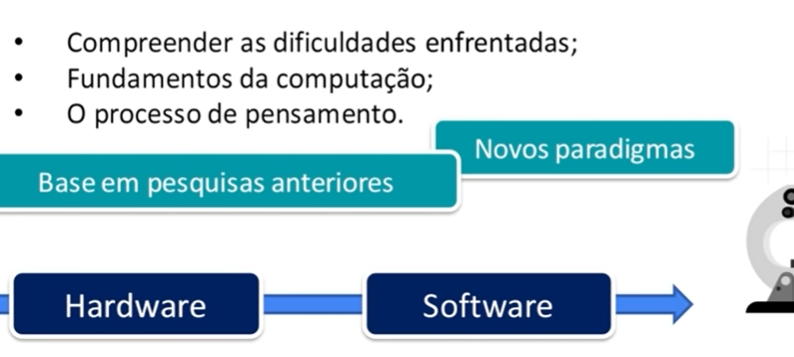 • Compreender as dificuldades enfrentadas;
• Fundamentos da computação;
• O processo de pensamento.
Novos paradigmas
Base em pesquisas anteriores
Hardware
Software